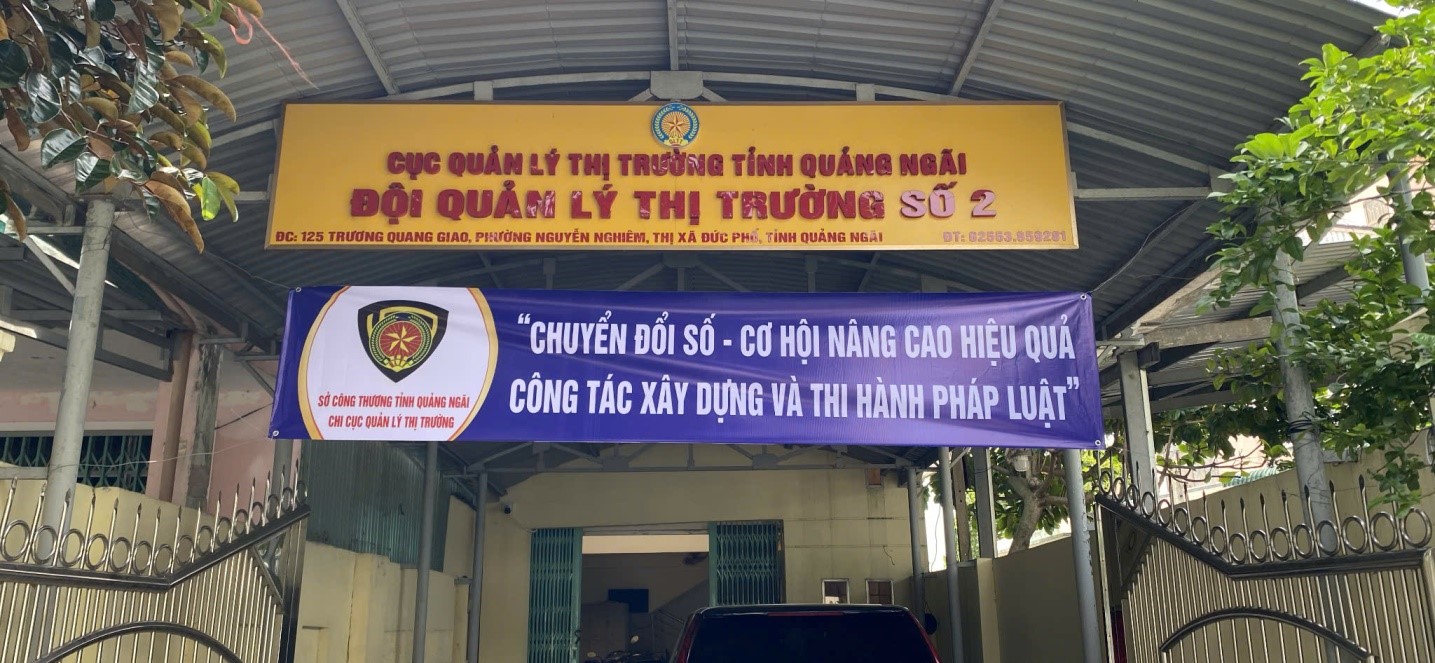 CỤC QUẢN LÝ THỊ TRƯỜNG TỈNH QUẢNG NGÃI
ĐỘI QUẢN LÝ THỊ TRƯỜNG SỐ 2
ĐC: 125 TRƯƠNG QUANG GIAO, PHƯỜNG NGUYỄN NGHIÊM, THỊ XÃ ĐỨC PHỔ, TỈNH QUẢNG NGÃI ĐT: 02553.859281
"CHUYỂN ĐỔI SỐ - CƠ HỘI NÂNG CAO HIỆU QUẢ
CÔNG TÁC XÂY DỰNG VÀ THI HÀNH PHÁP LUẬT"
SỞ CÔNG THƯƠNG TỈNH QUẢNG NGÃI
CHI CỤC QUẢN LÝ THỊ TRƯỜNG